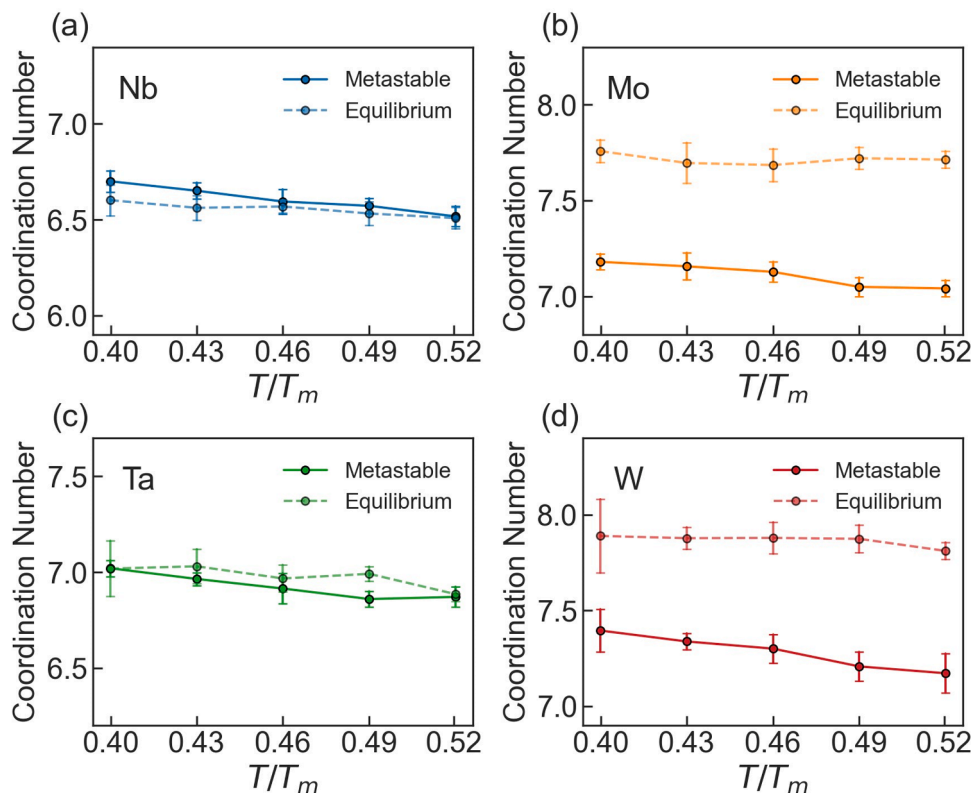 (a)
Nb
Metastable
Equilibrium
Coordination Number
7.0
6.5
6.0
0.40 0.43 0.46 0.49 0.52
T/Tm
(b)
Mo
Metastable
Equilibrium
Coordination Number
8.0
7.5
7.0
0.40 0.43 0.46 0.49 0.52
T/Tm
(c)
Ta
Metastable
Equilibrium
Coordination Number
7.5
7.0
6.5
0.40 0.43 0.46 0.49 0.52
T/Tm
(d)
W
Metastable
Equilibrium
Coordination Number
8.0
7.5
7.0
0.40 0.43 0.46 0.49 0.52
T/Tm